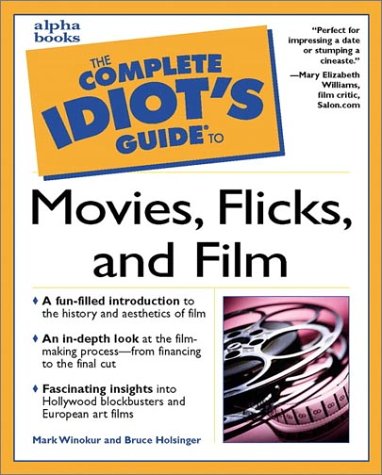 alpha
books
"Perfect for
impressing a date
or stumping a
cineaste."
—Mary Elizabeth
Williams,
film critic,
Salon.com
THE
COMPLETE
IDIOT'S
GUIDE® TO
Movies, Flicks,
and Film
♦ A fun-filled introduction to
the history and aesthetics of film
♦ An in-depth look at the film-
making process—from financing to
the final cut
♦ Fascinating insights into
Hollywood blockbusters and
European art films
Mark Winokur and Bruce Holsinger